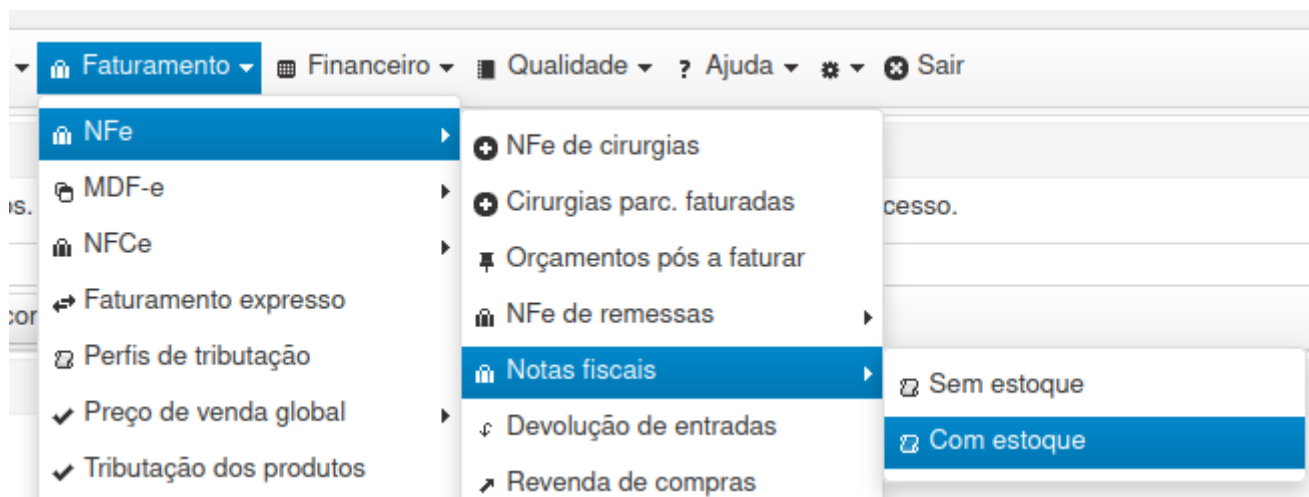 Faturamento Financeiro Qualidade ? Ajuda Sair
NFe
MDF-e
NFCe
Faturamento expresso
Perfis de tributação
Preço de venda global
Tributação dos produtos
NFe de cirurgias
Cirurgias parc. faturadas
Orçamentos pós a faturar
NFe de remessas
Notas fiscais
Devolução de entradas
Revenda de compras
Sem estoque
Com estoque
os.
cesso.
cor